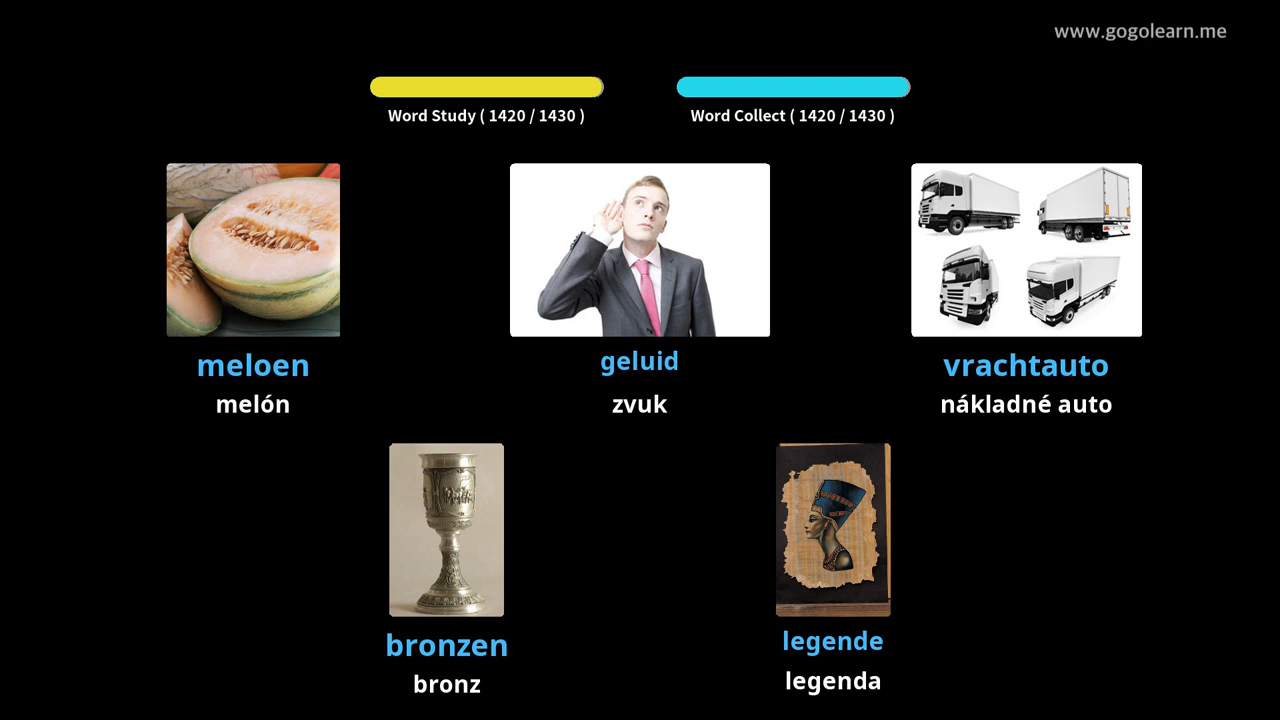 www.gogolearn.me
Word Study ( 1420 / 1430 )
Word Collect ( 1420 / 1430 )
meloen
melón
geluid
zvuk
vrachtauto
nákladné auto
bronzen
bronz
legende
legenda